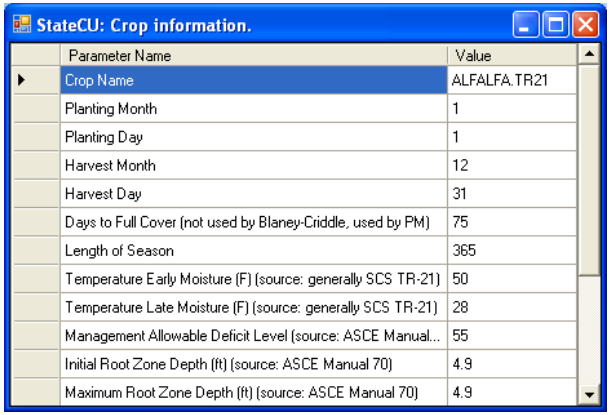 StateCU: Crop information.
Parameter Name Value
Crop Name ALFALFA.TR21
Planting Month 1
Planting Day 1
Harvest Month 12
Harvest Day 31
Days to Full Cover (not used by Blaney-Criddle, used by PM) 75
Length of Season 365
Temperature Early Moisture (F) (source: generally SCS TR-21) 50
Temperature Late Moisture (F) (source: generally SCS TR-21) 28
Management Allowable Deficit Level (source: ASCE Manual... 55
Initial Root Zone Depth (ft) (source: ASCE Manual 70) 4.9
Maximum Root Zone Depth (ft) (source: ASCE Manual 70) 4.9